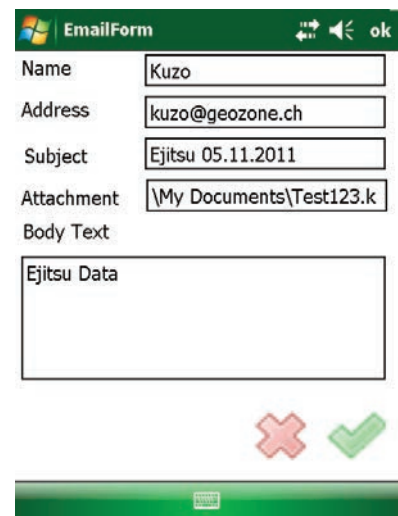 EmailForm ok
Name Kuzo
Address kuzo@geozone.ch
Subject Ejitsu 05.11.2011
Attachment \My Documents\Test123.k
Body Text
Ejitsu Data